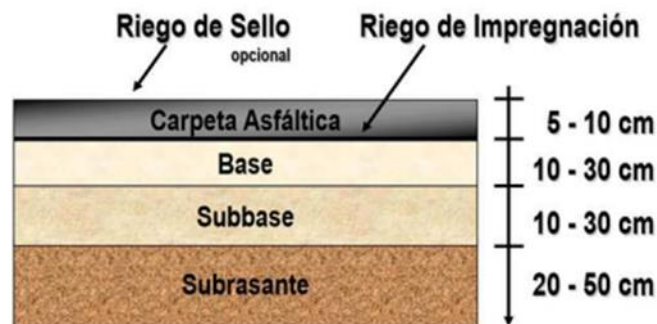 Riego de Sello
opcional
Riego de Impregnación
Carpeta Asfáltica
5 - 10 cm
Base
10 - 30 cm
Subbase
10 - 30 cm
Subrasante
20 - 50 cm